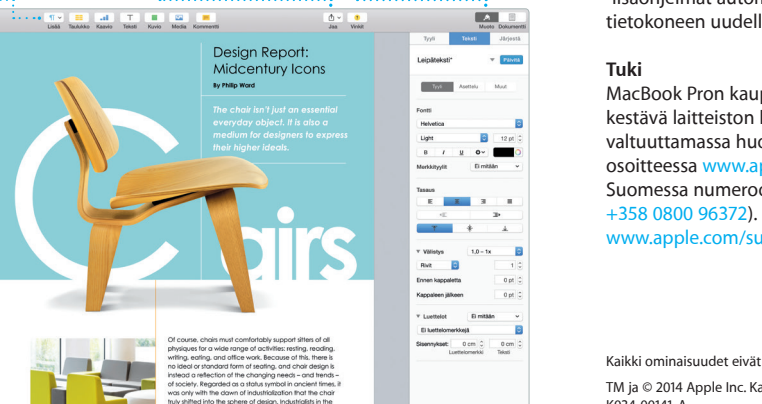 Lisää Taulukko Kaavio Teksti Kuvio Media Kommentti Jaa Vinkit Muoto Dokumentti
Tyyli Teksti Järjestä
Leipäteksti* Päivitä
Tyyli Asettelu Muut
Fontti
Helvetica
Light 12 pt
B I U
Merkkityylit Ei mitään
Tasaus
Välistys 1,0 – 1x
Rivit 1
Ennen kappaletta 0 pt
Kappaleen jälkeen 0 pt
Luettelot Ei mitään
Ei luettelomerkkejä
Sisennykset: 0 cm 0 cm
Luettelomerkki Teksti
Design Report:
Midcentury Icons
By Philip Ward
The chair isn't just an essential
everyday object. It is also a
medium for designers to express
their higher ideals.
C airs
Of course, chairs must comfortably support sitters of all
physiques for a wide range of activities: resting, reading,
writing, eating, and office work. Because of this, there is
no ideal or standard form of seating, and chair design is
instead a reflection of the changing needs – and trends –
of society. Regarded as status symbol in ancient times, it
was only with the dawn of industrialization that the chair
truly shifted into the sphere of design. Industrialists in the
tietokoneen uudell
Tuki
MacBook Pron kaup
kestävä laitteiston
valtuuttamassa huo
osoitteessa www.ap
Suomessa numeroo
+358 0800 96372).
www.apple.com/su
Kaikki ominaisuudet eivät
TM ja © 2014 Apple Inc. Ka